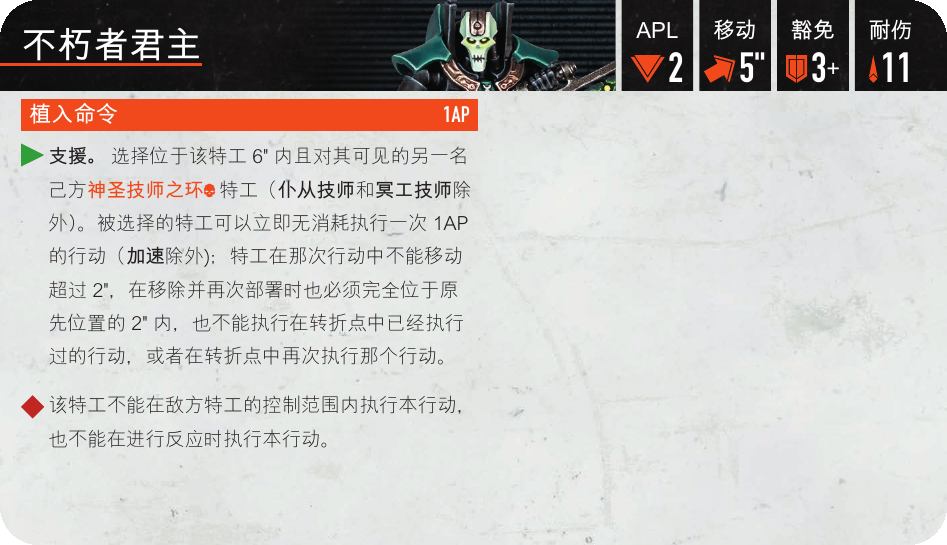 不朽者君主
APL 移动 豁免 耐伤
2 5" 3+ 11
植入命令 1AP
支援。 选择位于该特工 6" 内且对其可见的另一名
己方神圣技师之环特工（仆从技师和冥工技师除
外）。被选择的特工可以立即无消耗执行一次 1AP
的行动（加速除外）；特工在那次行动中不能移动
超过 2"，在移除并再次部署时也必须完全位于原
先位置的 2" 内，也不能执行在转折点中已经执行
过的行动，或者在转折点中再次执行那个行动。
该特工不能在敌方特工的控制范围内执行本行动，
也不能在进行反应时执行本行动。